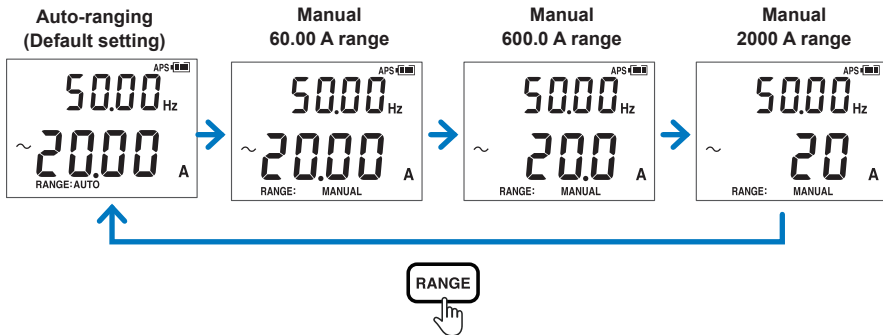 Auto-ranging
(Default setting)
Manual
60.00 A range
Manual
600.0 A range
Manual
2000 A range
APS
50.00 Hz
~ 20.00 A
RANGE:AUTO
APS
50.00 Hz
~ 20.00 A
RANGE: MANUAL
APS
50.00 Hz
~ 20.0 A
RANGE: MANUAL
APS
50.00 Hz
~ 20 A
RANGE: MANUAL
RANGE